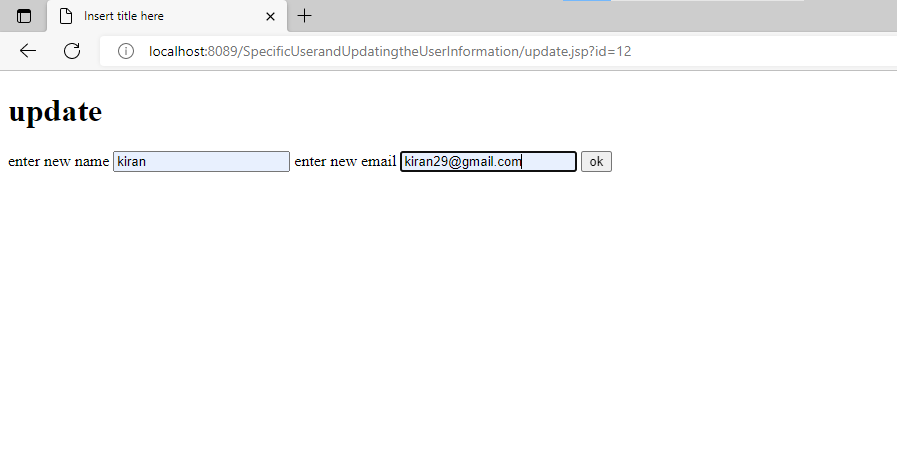 Insert title here
localhost:8089/SpecificUserandUpdatingtheUserInformation/update.jsp?id=12
update
enter new name kiran enter new email kiran29@gmail.com ok